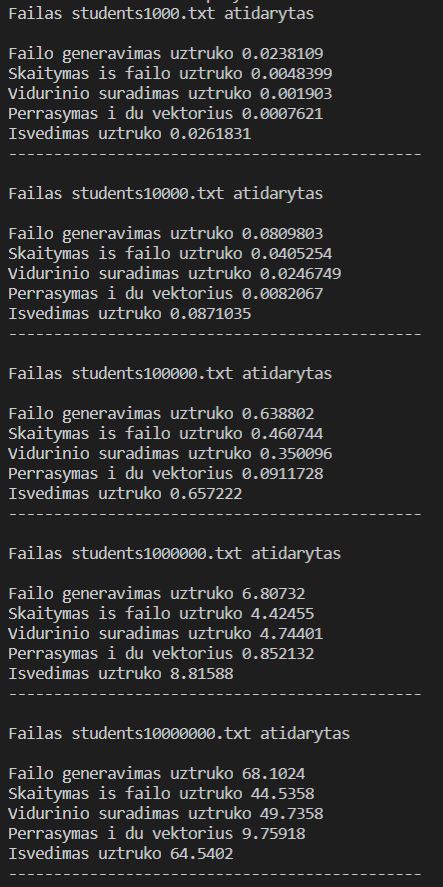 Failas students1000.txt atidarytas
Failo generavimas uztruko 0.0238109
Skaitymas is failo uztruko 0.0048399
Vidurinio suradimas uztruko 0.001903
Perrasymas i du vektorius 0.0007621
Isvedimas uztruko 0.0261831
----------------------------------------------
Failas students10000.txt atidarytas
Failo generavimas uztruko 0.0809803
Skaitymas is failo uztruko 0.0405254
Vidurinio suradimas uztruko 0.0246749
Perrasymas i du vektorius 0.0082067
Isvedimas uztruko 0.0871035
----------------------------------------------
Failas students100000.txt atidarytas
Failo generavimas uztruko 0.638802
Skaitymas is failo uztruko 0.460744
Vidurinio suradimas uztruko 0.350096
Perrasymas i du vektorius 0.0911728
Isvedimas uztruko 0.657222
----------------------------------------------
Failas students1000000.txt atidarytas
Failo generavimas uztruko 6.80732
Skaitymas is failo uztruko 4.42455
Vidurinio suradimas uztruko 4.74401
Perrasymas i du vektorius 0.852132
Isvedimas uztruko 8.81588
----------------------------------------------
Failas students10000000.txt atidarytas
Failo generavimas uztruko 68.1024
Skaitymas is failo uztruko 44.5358
Vidurinio suradimas uztruko 49.7358
Perrasymas i du vektorius 9.75918
Isvedimas uztruko 64.5402
----------------------------------------------